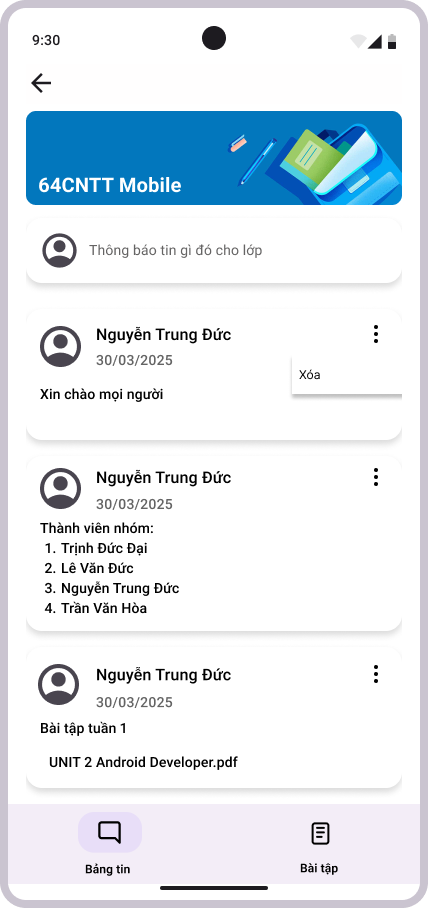 9:30
64CNTT Mobile
Thông báo tin gì đó cho lớp
Nguyễn Trung Đức
30/03/2025
Xóa
Xin chào mọi người
Nguyễn Trung Đức
30/03/2025
Thành viên nhóm:
1. Trịnh Đức Đại
2. Lê Văn Đức
3. Nguyễn Trung Đức
4. Trần Văn Hòa
Nguyễn Trung Đức
30/03/2025
Bài tập tuần 1
UNIT 2 Android Developer.pdf
Bảng tin
Bài tập